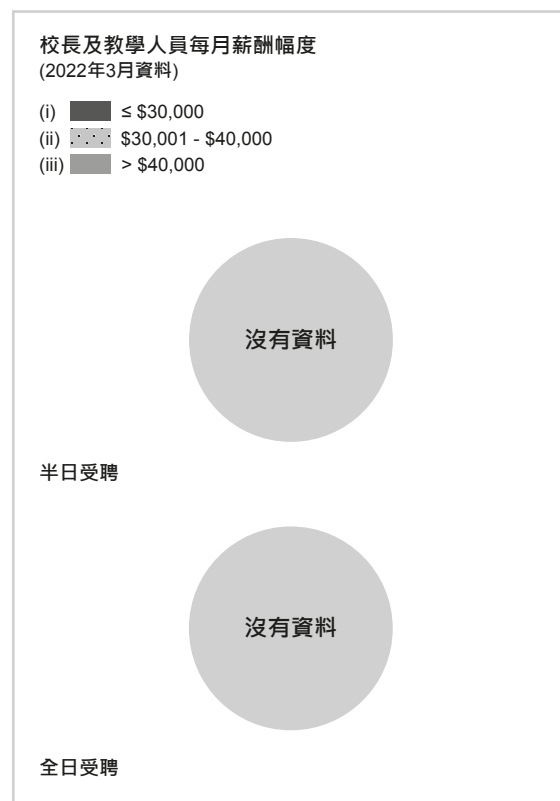 校長及教學人員每月薪酬幅度
(2022年3月資料)
(i) ≤ $30,000
(ii) $30,001 - $40,000
(iii) > $40,000
沒有資料
半日受聘
沒有資料
全日受聘